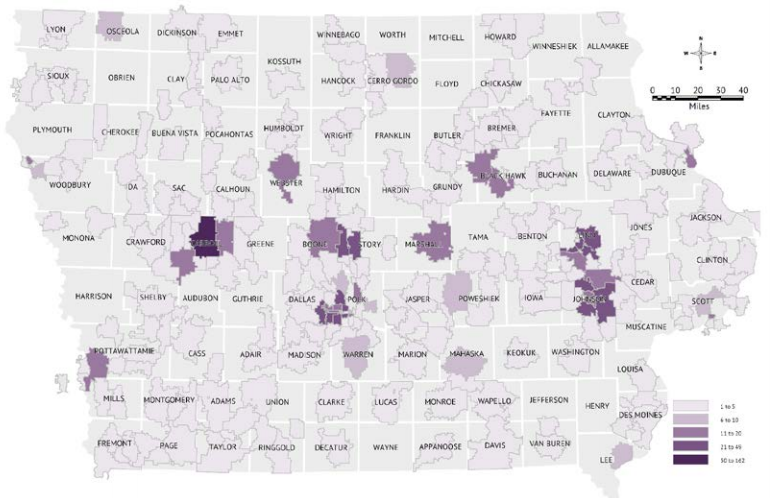 LYON OSCEOLA DICKINSON EMMET WINNEBAGO WORTH MITCHELL HOWARD WINNESHIEK ALLAMAKEE
KOSSUTH
SIOUX OBRIEN CLAY PALO ALTO HANCOCK CERRO GORDO FLOYD CHICKASAW
FAYETTE CLAYTON
PLYMOUTH CHEROKEE BUENA VISTA POCAHONTAS HUMBOLDT WRIGHT FRANKLIN BUTLER BREMER
WOODBURY IDA SAC CALHOUN WEBSTER HAMILTON HARDIN GRUNDY BLACK HAWK BUCHANAN DELAWARE DUBUQUE
MONONA CRAWFORD GREENE BOONE STORY MARSHALL TAMA BENTON JONES JACKSON
CLINTON
HARRISON SHELBY AUDUBON GUTHRIE DALLAS POLK JASPER POWESHIEK IOWA JOHNSON CEDAR SCOTT
MUSCATINE
POTTAWATTAMIE CASS ADAIR MADISON WARREN MARION MAHASKA KEOKUK WASHINGTON
LOUISA
MILLS MONTGOMERY ADAMS UNION CLARKE LUCAS MONROE WAPELLO JEFFERSON HENRY DES MOINES
FREMONT PAGE TAYLOR RINGGOLD DECATUR WAYNE APPANOOSE DAVIS VAN BUREN LEE
N
W E
S
0 10 20 30 40
Miles
1 to 5
6 to 10
11 to 20
21 to 49
50 to 162